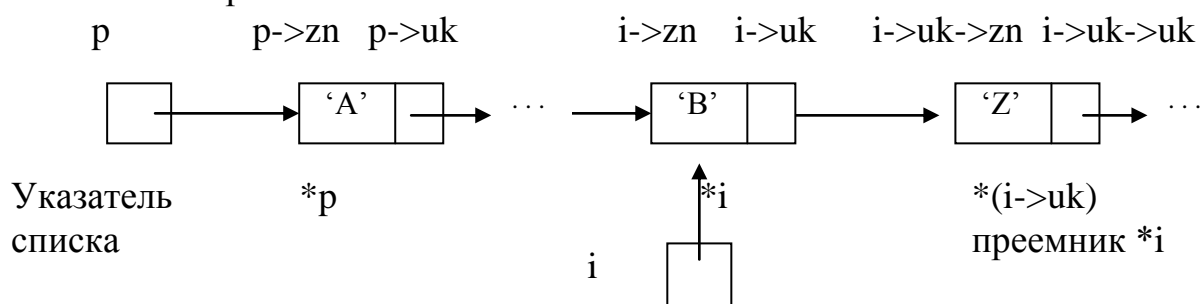 p p->zn p->uk i->zn i->uk i->uk->zn i->uk->uk
‘A’ ... ‘B’ ‘Z’ ...
Указатель *p *i *(i->uk)
списка преемник *i
i